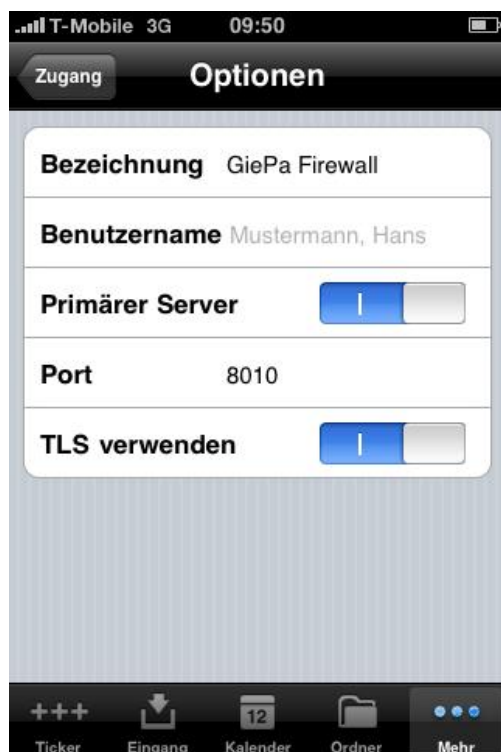 T-Mobile 3G 09:50
Zugang Optionen
Bezeichnung GiePa Firewall
Benutzername Mustermann, Hans
Primärer Server
Port 8010
TLS verwenden
+++ 12
Ticker Eingang Kalender Ordner Mehr